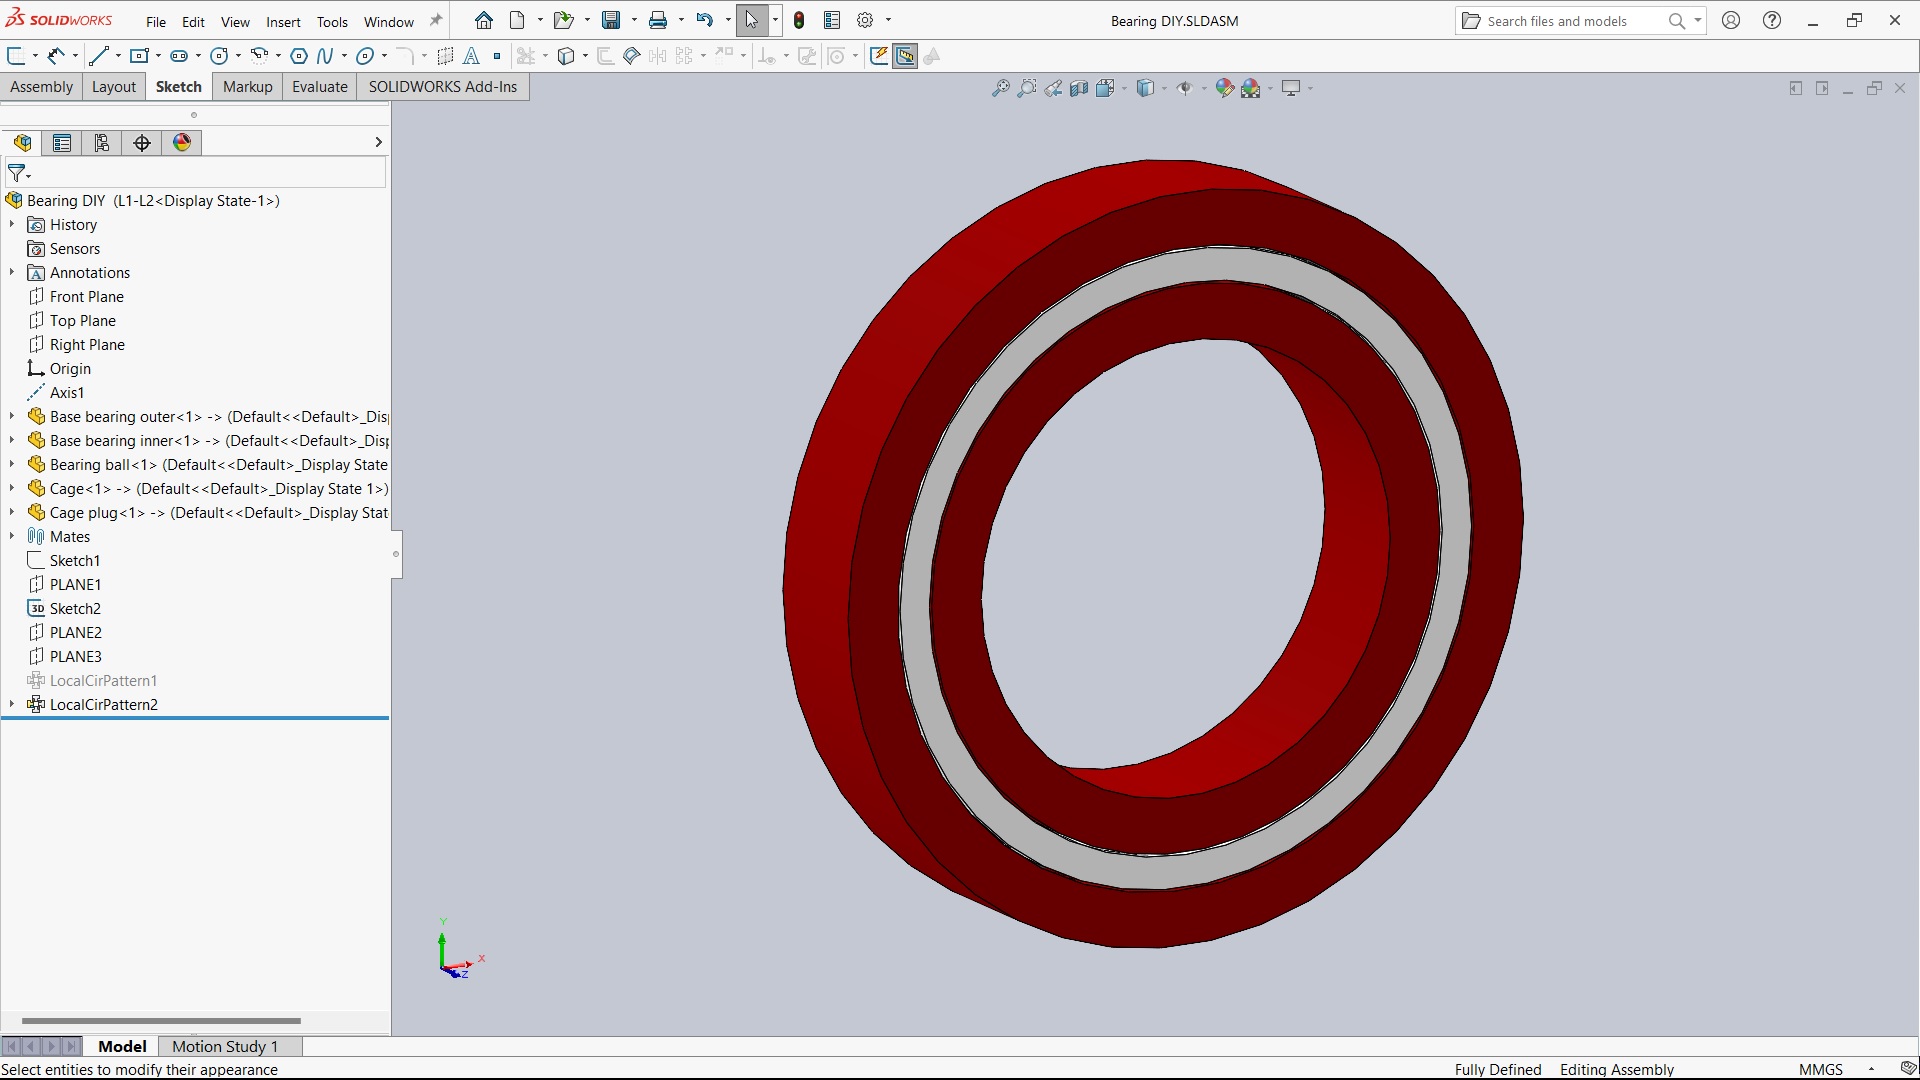 SOLIDWORKS File Edit View Insert Tools Window Bearing DIY.SLDASM Search files and models
Assembly Layout Sketch Markup Evaluate SOLIDWORKS Add-Ins
Bearing DIY (L1-L2<Display State-1>)
History
Sensors
Annotations
Front Plane
Top Plane
Right Plane
Origin
Axis1
Base bearing outer<1> -> (Default<<Default>_Disp
Base bearing inner<1> -> (Default<<Default>_Disp
Bearing ball<1> (Default<<Default>_Display State
Cage<1> -> (Default<<Default>_Display State 1>)
Cage plug<1> -> (Default<<Default>_Display Stat
Mates
Sketch1
PLANE1
3D Sketch2
PLANE2
PLANE3
LocalCirPattern1
LocalCirPattern2
Y
X
Z
Model Motion Study 1
Select entities to modify their appearance Fully Defined Editing Assembly MMGS